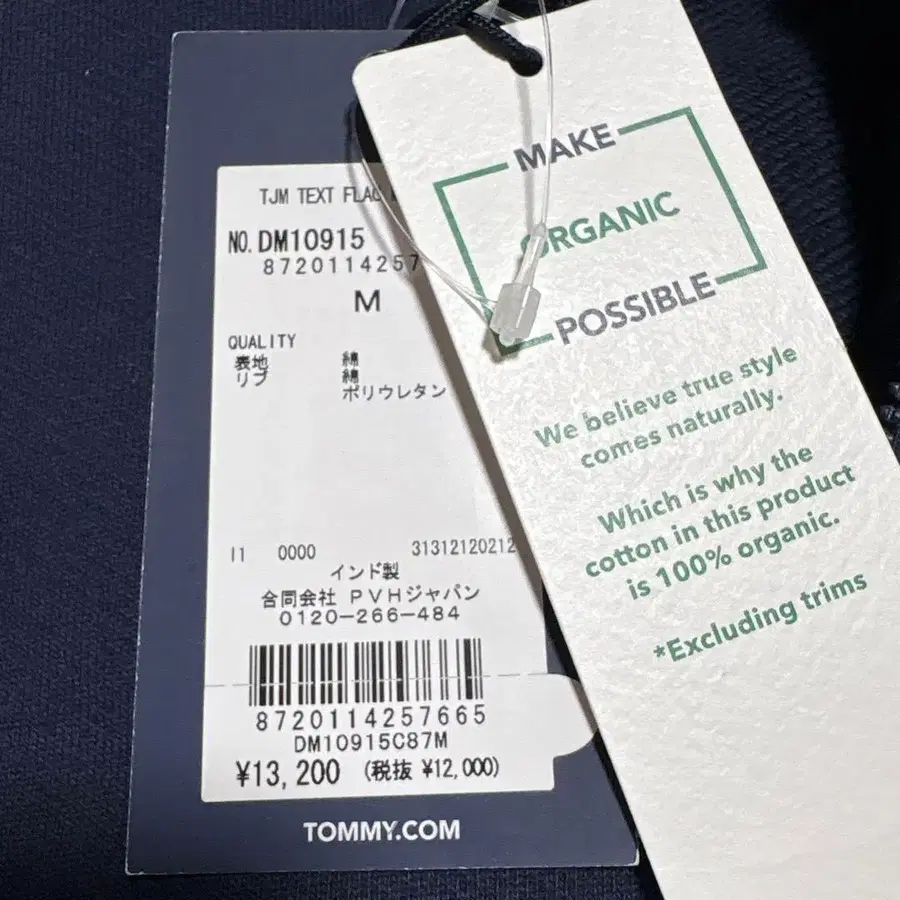 TJM TEXT FLAG
NO. DM10915
8720114257
M
QUALITY
表地 綿
リブ 綿
ポリウレタン
I1 0000 31312120212
インド製
合同会社 PVHジャパン
0120-266-484
8720114257665
DM10915C87M
¥13,200 (税抜 ¥12,000)
TOMMY.COM
MAKE
ORGANIC
POSSIBLE
We believe true style
comes naturally.
Which is why the
cotton in this product
is 100% organic.
*Excluding trims